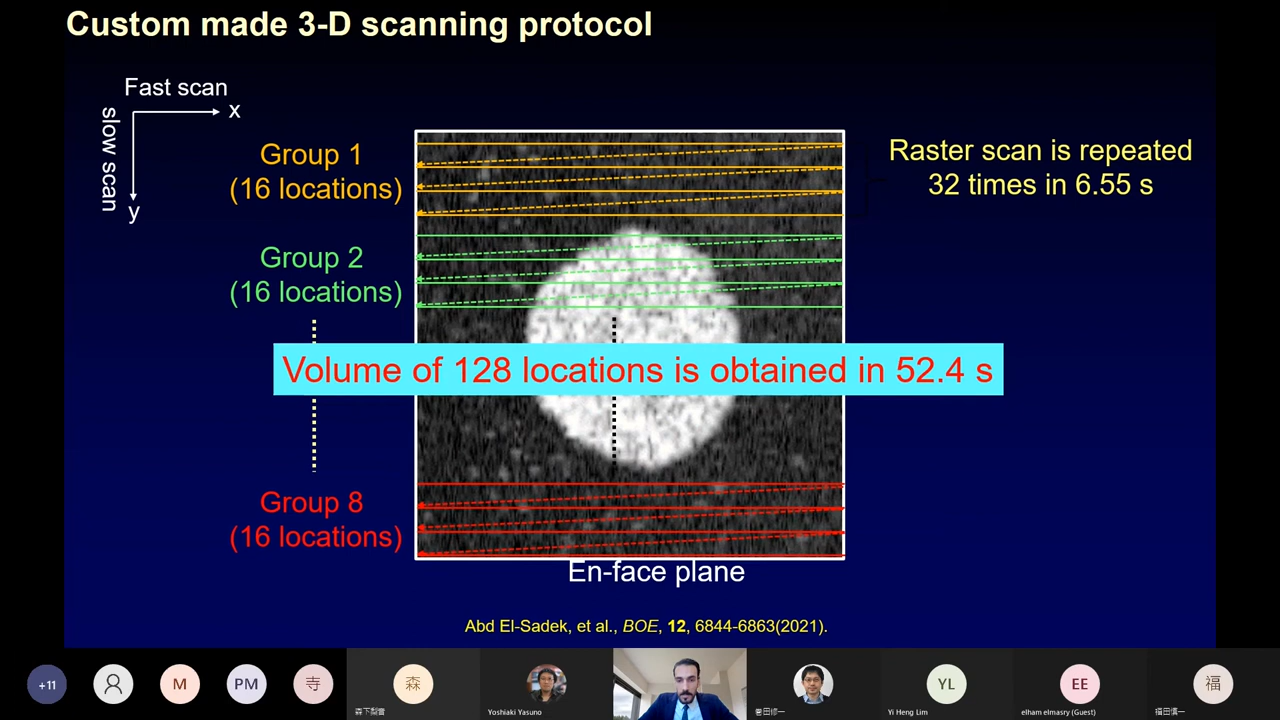 Custom made 3-D scanning protocol
Fast scan
x
slow scan
y
Group 1
(16 locations)
Raster scan is repeated
32 times in 6.55 s
Group 2
(16 locations)
Volume of 128 locations is obtained in 52.4 s
Group 8
(16 locations)
En-face plane
Abd El-Sadek, et al., BOE, 12, 6844-6863(2021).
+11
M
PM
寺
森
YL
EE
福
Yoshiaki Yasuno
Yi Heng Lim
elham elmasry (Guest)